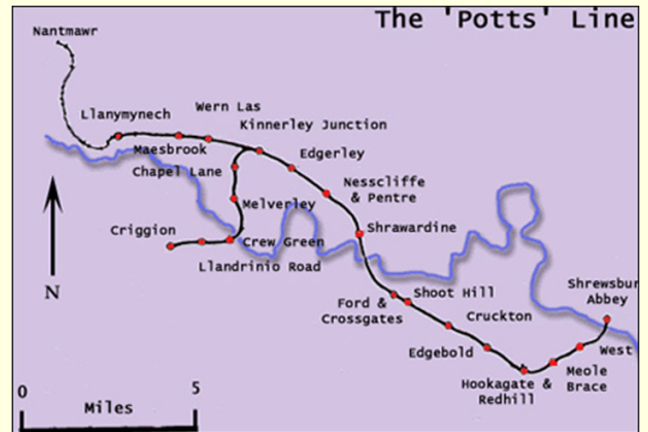 The 'Potts' Line
Nantmawr
Llanymynech
Wern Las
Kinnerley Junction
Maesbrook
Edgerley
Chapel Lane
Nesscliffe
& Pentre
Melverley
Shrawardine
Criggion
Crew Green
Llandrinio Road
N
Shrewsbur
Abbey
Shoot Hill
Ford &
Crossgates
Cruckton
West
Edgebold
Meole
Brace
Hookagate &
Redhill
0 5
Miles